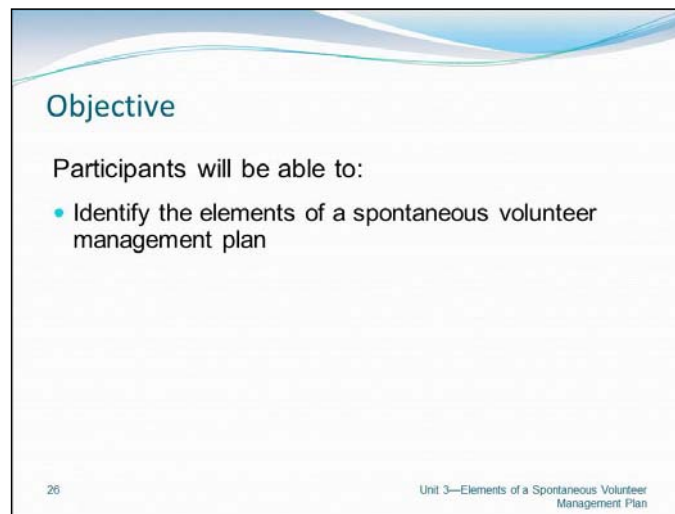 Objective
Participants will be able to:
• Identify the elements of a spontaneous volunteer
management plan
26
Unit 3—Elements of a Spontaneous Volunteer
Management Plan